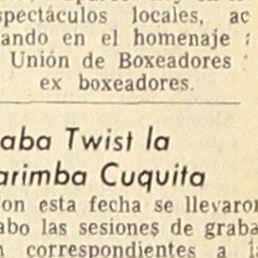 spectáculos locales, ac
ando en el homenaje
Unión de Boxeadores
ex boxeadores.
aba Twist la
arimba Cuquita
on esta fecha se llevaron
abo las sesiones de graba
correspondientes a la